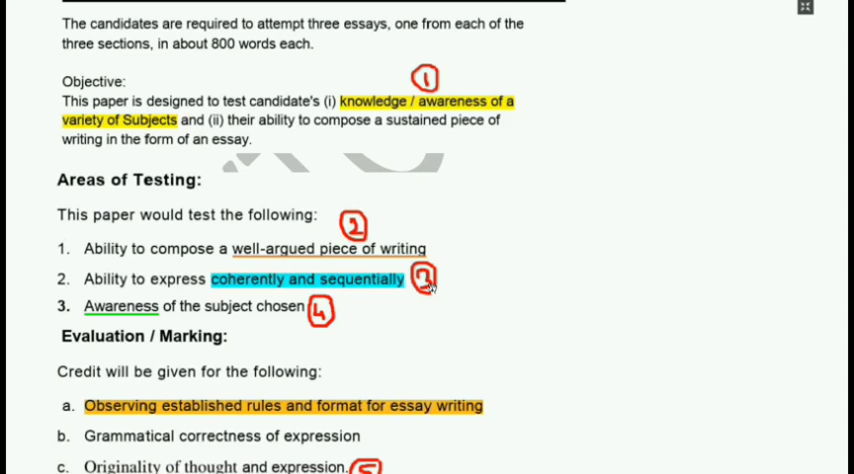 The candidates are required to attempt three essays, one from each of the
three sections, in about 800 words each.
Objective:
1
This paper is designed to test candidate's (i) knowledge / awareness of a
variety of Subjects and (ii) their ability to compose a sustained piece of
writing in the form of an essay.
Areas of Testing:
This paper would test the following:
2
1. Ability to compose a well-argued piece of writing
2. Ability to express coherently and sequentially 3
3. Awareness of the subject chosen 4
Evaluation / Marking:
Credit will be given for the following:
a. Observing established rules and format for essay writing
b. Grammatical correctness of expression
c. Originality of thought and expression. 5